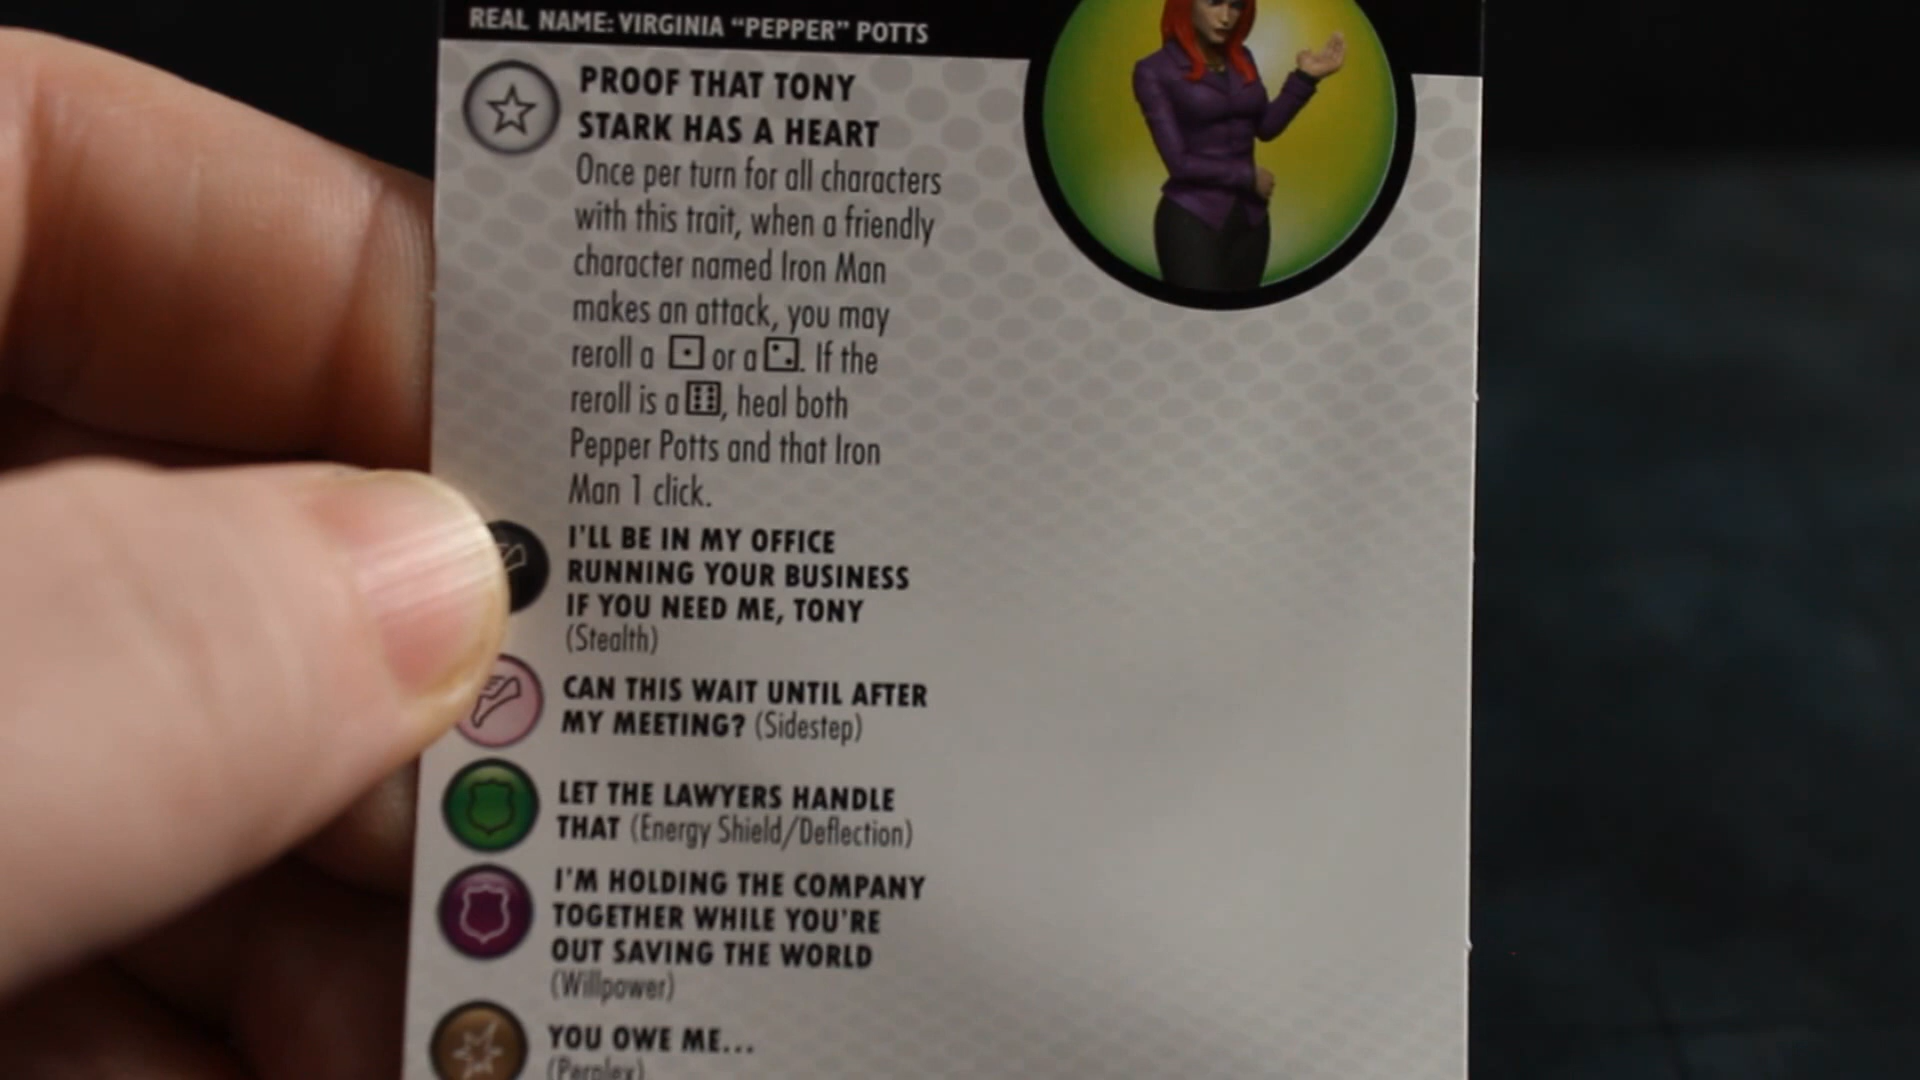 REAL NAME: VIRGINIA “PEPPER” POTTS
PROOF THAT TONY
STARK HAS A HEART
Once per turn for all characters
with this trait, when a friendly
character named Iron Man
makes an attack, you may
reroll a ⚀ or a ⚁. If the
reroll is a ⚅, heal both
Pepper Potts and that Iron
Man 1 click.
I'LL BE IN MY OFFICE
RUNNING YOUR BUSINESS
IF YOU NEED ME, TONY
(Stealth)
CAN THIS WAIT UNTIL AFTER
MY MEETING? (Sidestep)
LET THE LAWYERS HANDLE
THAT (Energy Shield/Deflection)
I'M HOLDING THE COMPANY
TOGETHER WHILE YOU'RE
OUT SAVING THE WORLD
(Willpower)
YOU OWE ME...
(Perplex)